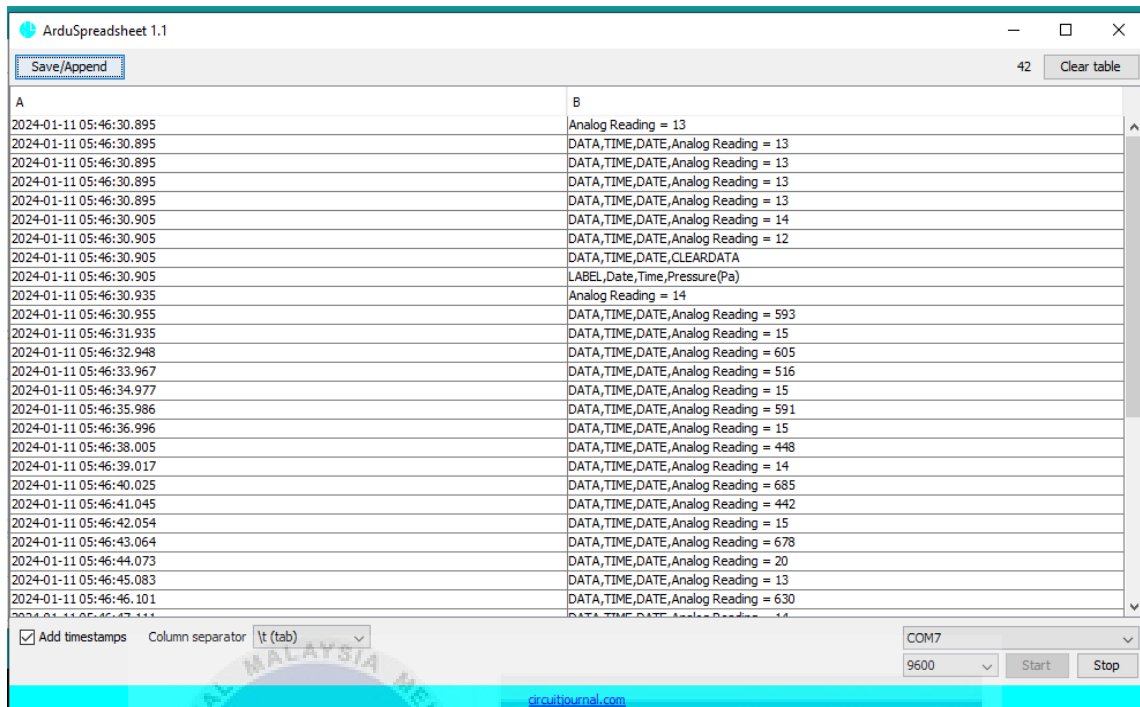 ArduSpreadsheet 1.1
Save/Append 42 Clear table
A B
2024-01-11 05:46:30.895 Analog Reading = 13
2024-01-11 05:46:30.895 DATA,TIME,DATE,Analog Reading = 13
2024-01-11 05:46:30.895 DATA,TIME,DATE,Analog Reading = 13
2024-01-11 05:46:30.895 DATA,TIME,DATE,Analog Reading = 13
2024-01-11 05:46:30.895 DATA,TIME,DATE,Analog Reading = 13
2024-01-11 05:46:30.905 DATA,TIME,DATE,Analog Reading = 14
2024-01-11 05:46:30.905 DATA,TIME,DATE,Analog Reading = 12
2024-01-11 05:46:30.905 DATA,TIME,DATE,CLEARDATA
2024-01-11 05:46:30.905 LABEL,Date,Time,Pressure(Pa)
2024-01-11 05:46:30.935 Analog Reading = 14
2024-01-11 05:46:30.955 DATA,TIME,DATE,Analog Reading = 593
2024-01-11 05:46:31.935 DATA,TIME,DATE,Analog Reading = 15
2024-01-11 05:46:32.948 DATA,TIME,DATE,Analog Reading = 605
2024-01-11 05:46:33.967 DATA,TIME,DATE,Analog Reading = 516
2024-01-11 05:46:34.977 DATA,TIME,DATE,Analog Reading = 15
2024-01-11 05:46:35.986 DATA,TIME,DATE,Analog Reading = 591
2024-01-11 05:46:36.996 DATA,TIME,DATE,Analog Reading = 15
2024-01-11 05:46:38.005 DATA,TIME,DATE,Analog Reading = 448
2024-01-11 05:46:39.017 DATA,TIME,DATE,Analog Reading = 14
2024-01-11 05:46:40.025 DATA,TIME,DATE,Analog Reading = 685
2024-01-11 05:46:41.045 DATA,TIME,DATE,Analog Reading = 442
2024-01-11 05:46:42.054 DATA,TIME,DATE,Analog Reading = 15
2024-01-11 05:46:43.064 DATA,TIME,DATE,Analog Reading = 678
2024-01-11 05:46:44.073 DATA,TIME,DATE,Analog Reading = 20
2024-01-11 05:46:45.083 DATA,TIME,DATE,Analog Reading = 13
2024-01-11 05:46:46.101 DATA,TIME,DATE,Analog Reading = 630
Add timestamps Column separator \t (tab) COM7
9600 Start Stop
MALAYSIA
circuitjournal.com